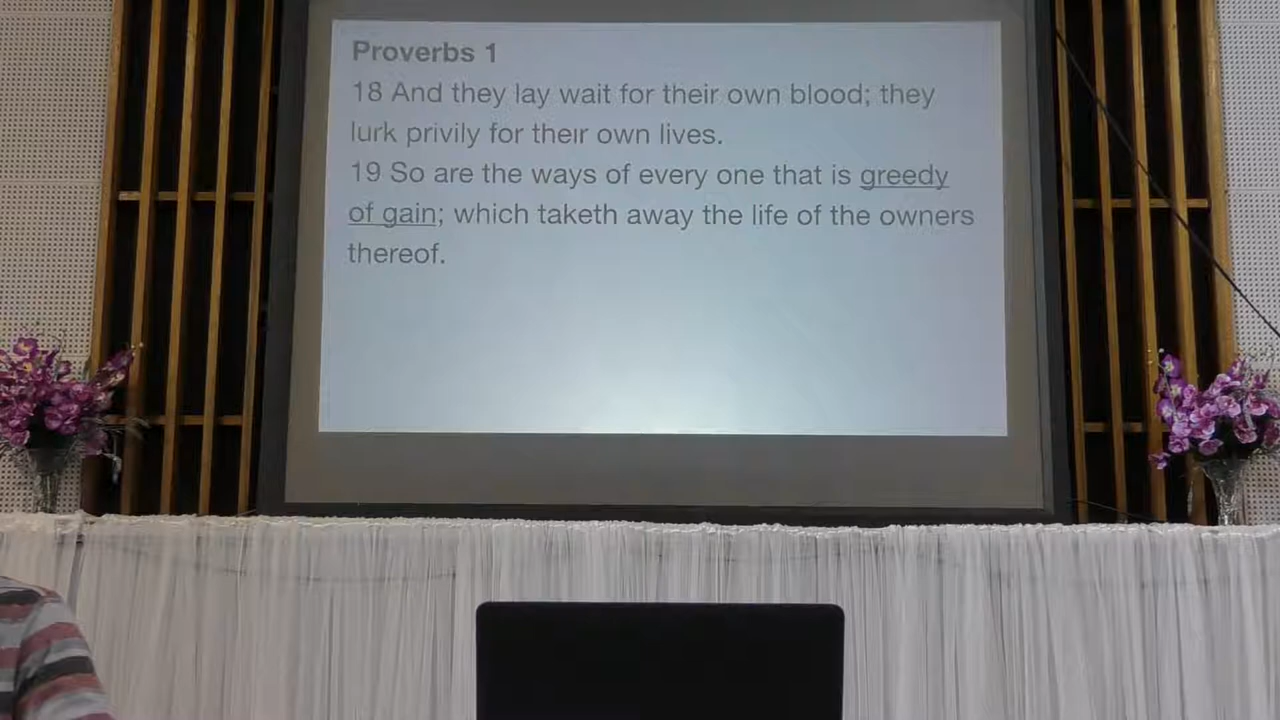 Proverbs 1
18 And they lay wait for their own blood; they
lurk privily for their own lives.
19 So are the ways of every one that is greedy
of gain; which taketh away the life of the owners
thereof.